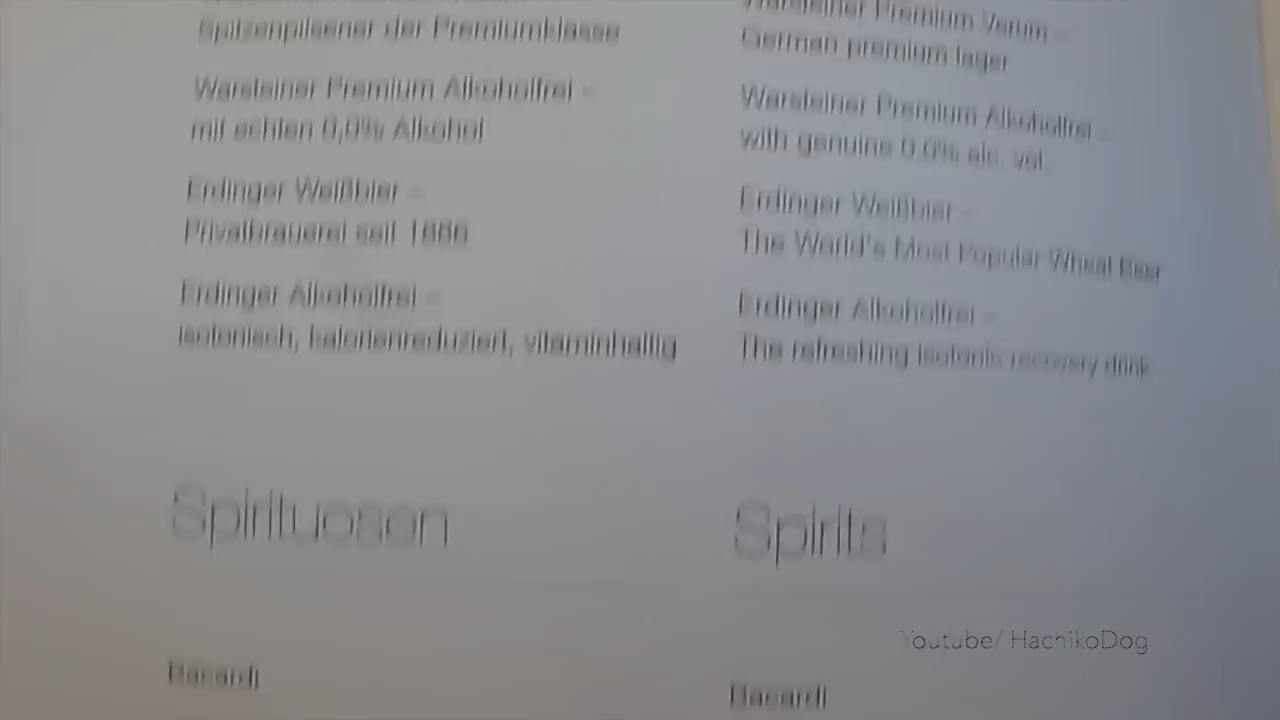 Spitzenpilsener der Premiumklasse
Warsteiner Premium Alkoholfrei –
mit echten 0,0% Alkohol
Erdinger Weißbier –
Privatbrauerei seit 1886
Erdinger Alkoholfrei –
isotonisch, kalorienreduziert, vitaminhaltig
Spirituosen
Bacardi
Warsteiner Premium Verum –
German premium lager
Warsteiner Premium Alkoholfrei –
with genuine 0.0% alc. vol.
Erdinger Weißbier –
The World's Most Popular Wheat Beer
Erdinger Alkoholfrei –
The refreshing isotonic recovery drink
Spirits
Bacardi
Youtube/ HachikoDog